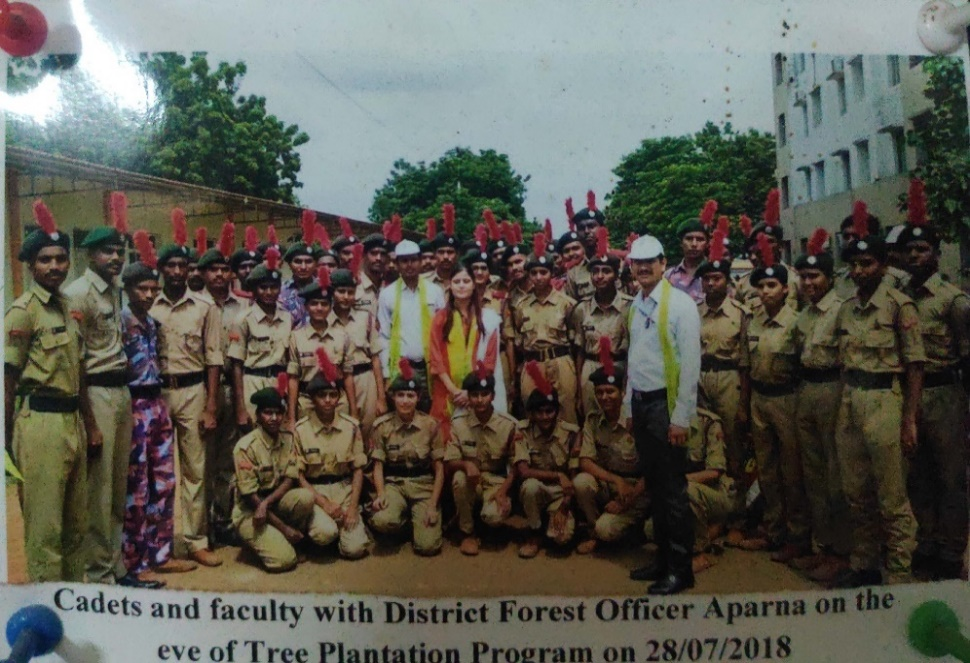 Cadets and faculty with District Forest Officer Aparna on the
eve of Tree Plantation Program on 28/07/2018